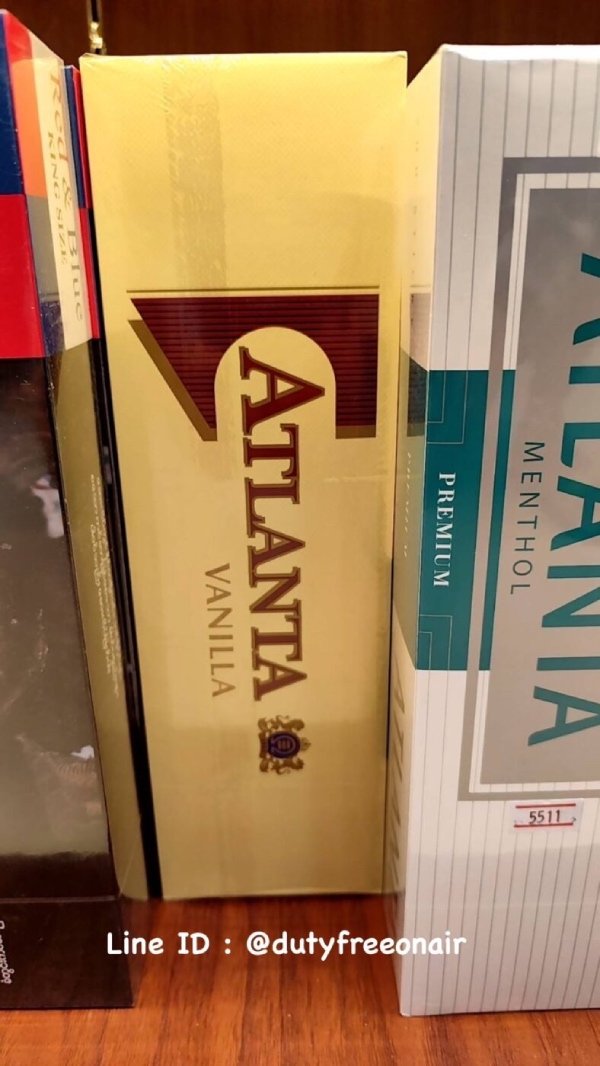 Red & Blue
KING SIZE
ATLANTA
VANILLA
PREMIUM
ATLANTA
MENTHOL
5511
Line ID : @dutyfreeonair